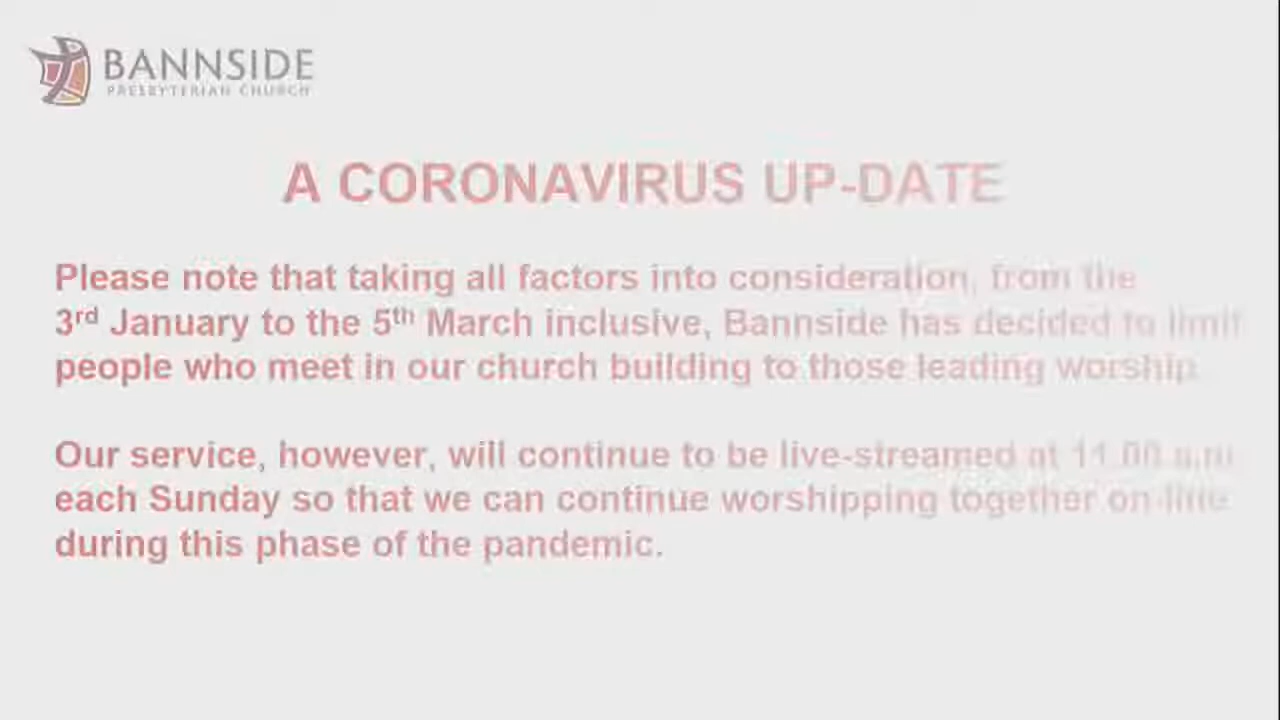 BANNSIDE
PRESBYTERIAN CHURCH
A CORONAVIRUS UP-DATE
Please note that taking all factors into consideration, from the
3rd January to the 5th March inclusive, Bannside has decided to limit
people who meet in our church building to those leading worship.
Our service, however, will continue to be live-streamed at 11.00 a.m.
each Sunday so that we can continue worshipping together on-line
during this phase of the pandemic.